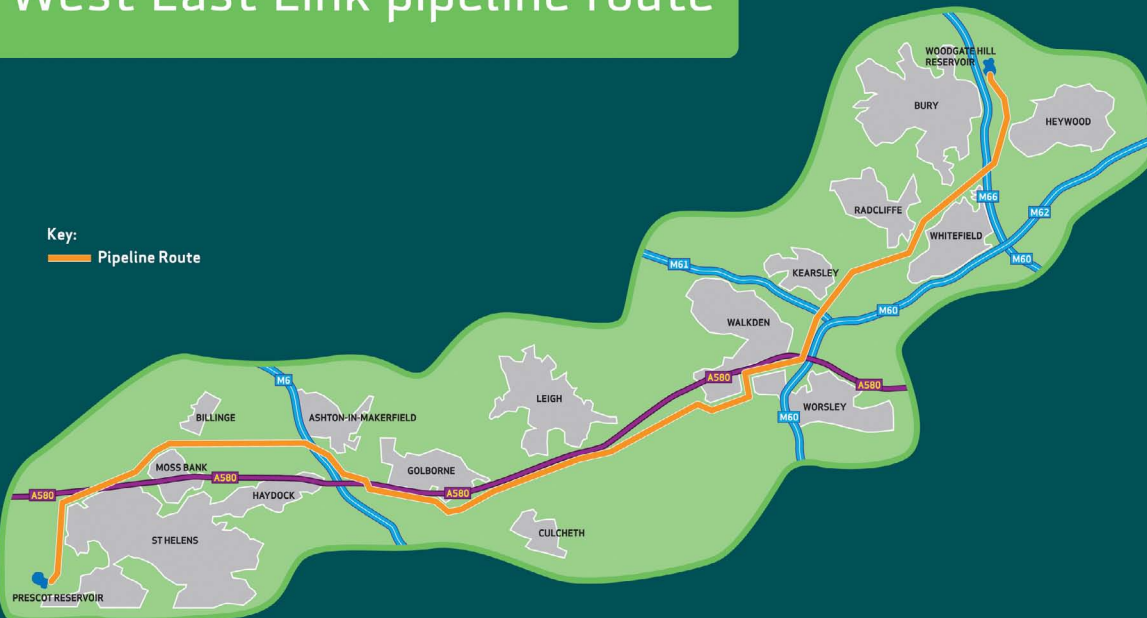 West East Link pipeline route
Key:
Pipeline Route
WOODGATE HILL
RESERVOIR
BURY
HEYWOOD
RADCLIFFE
M66
M62
WHITEFIELD
M60
M61
KEARSLEY
M60
WALKDEN
A580
A580
M60
WORSLEY
M6
LEIGH
BILLINGE
ASHTON-IN-MAKERFIELD
MOSS BANK
A580
GOLBORNE
A580
A580
HAYDOCK
CULCHETH
ST HELENS
PRESCOT RESERVOIR